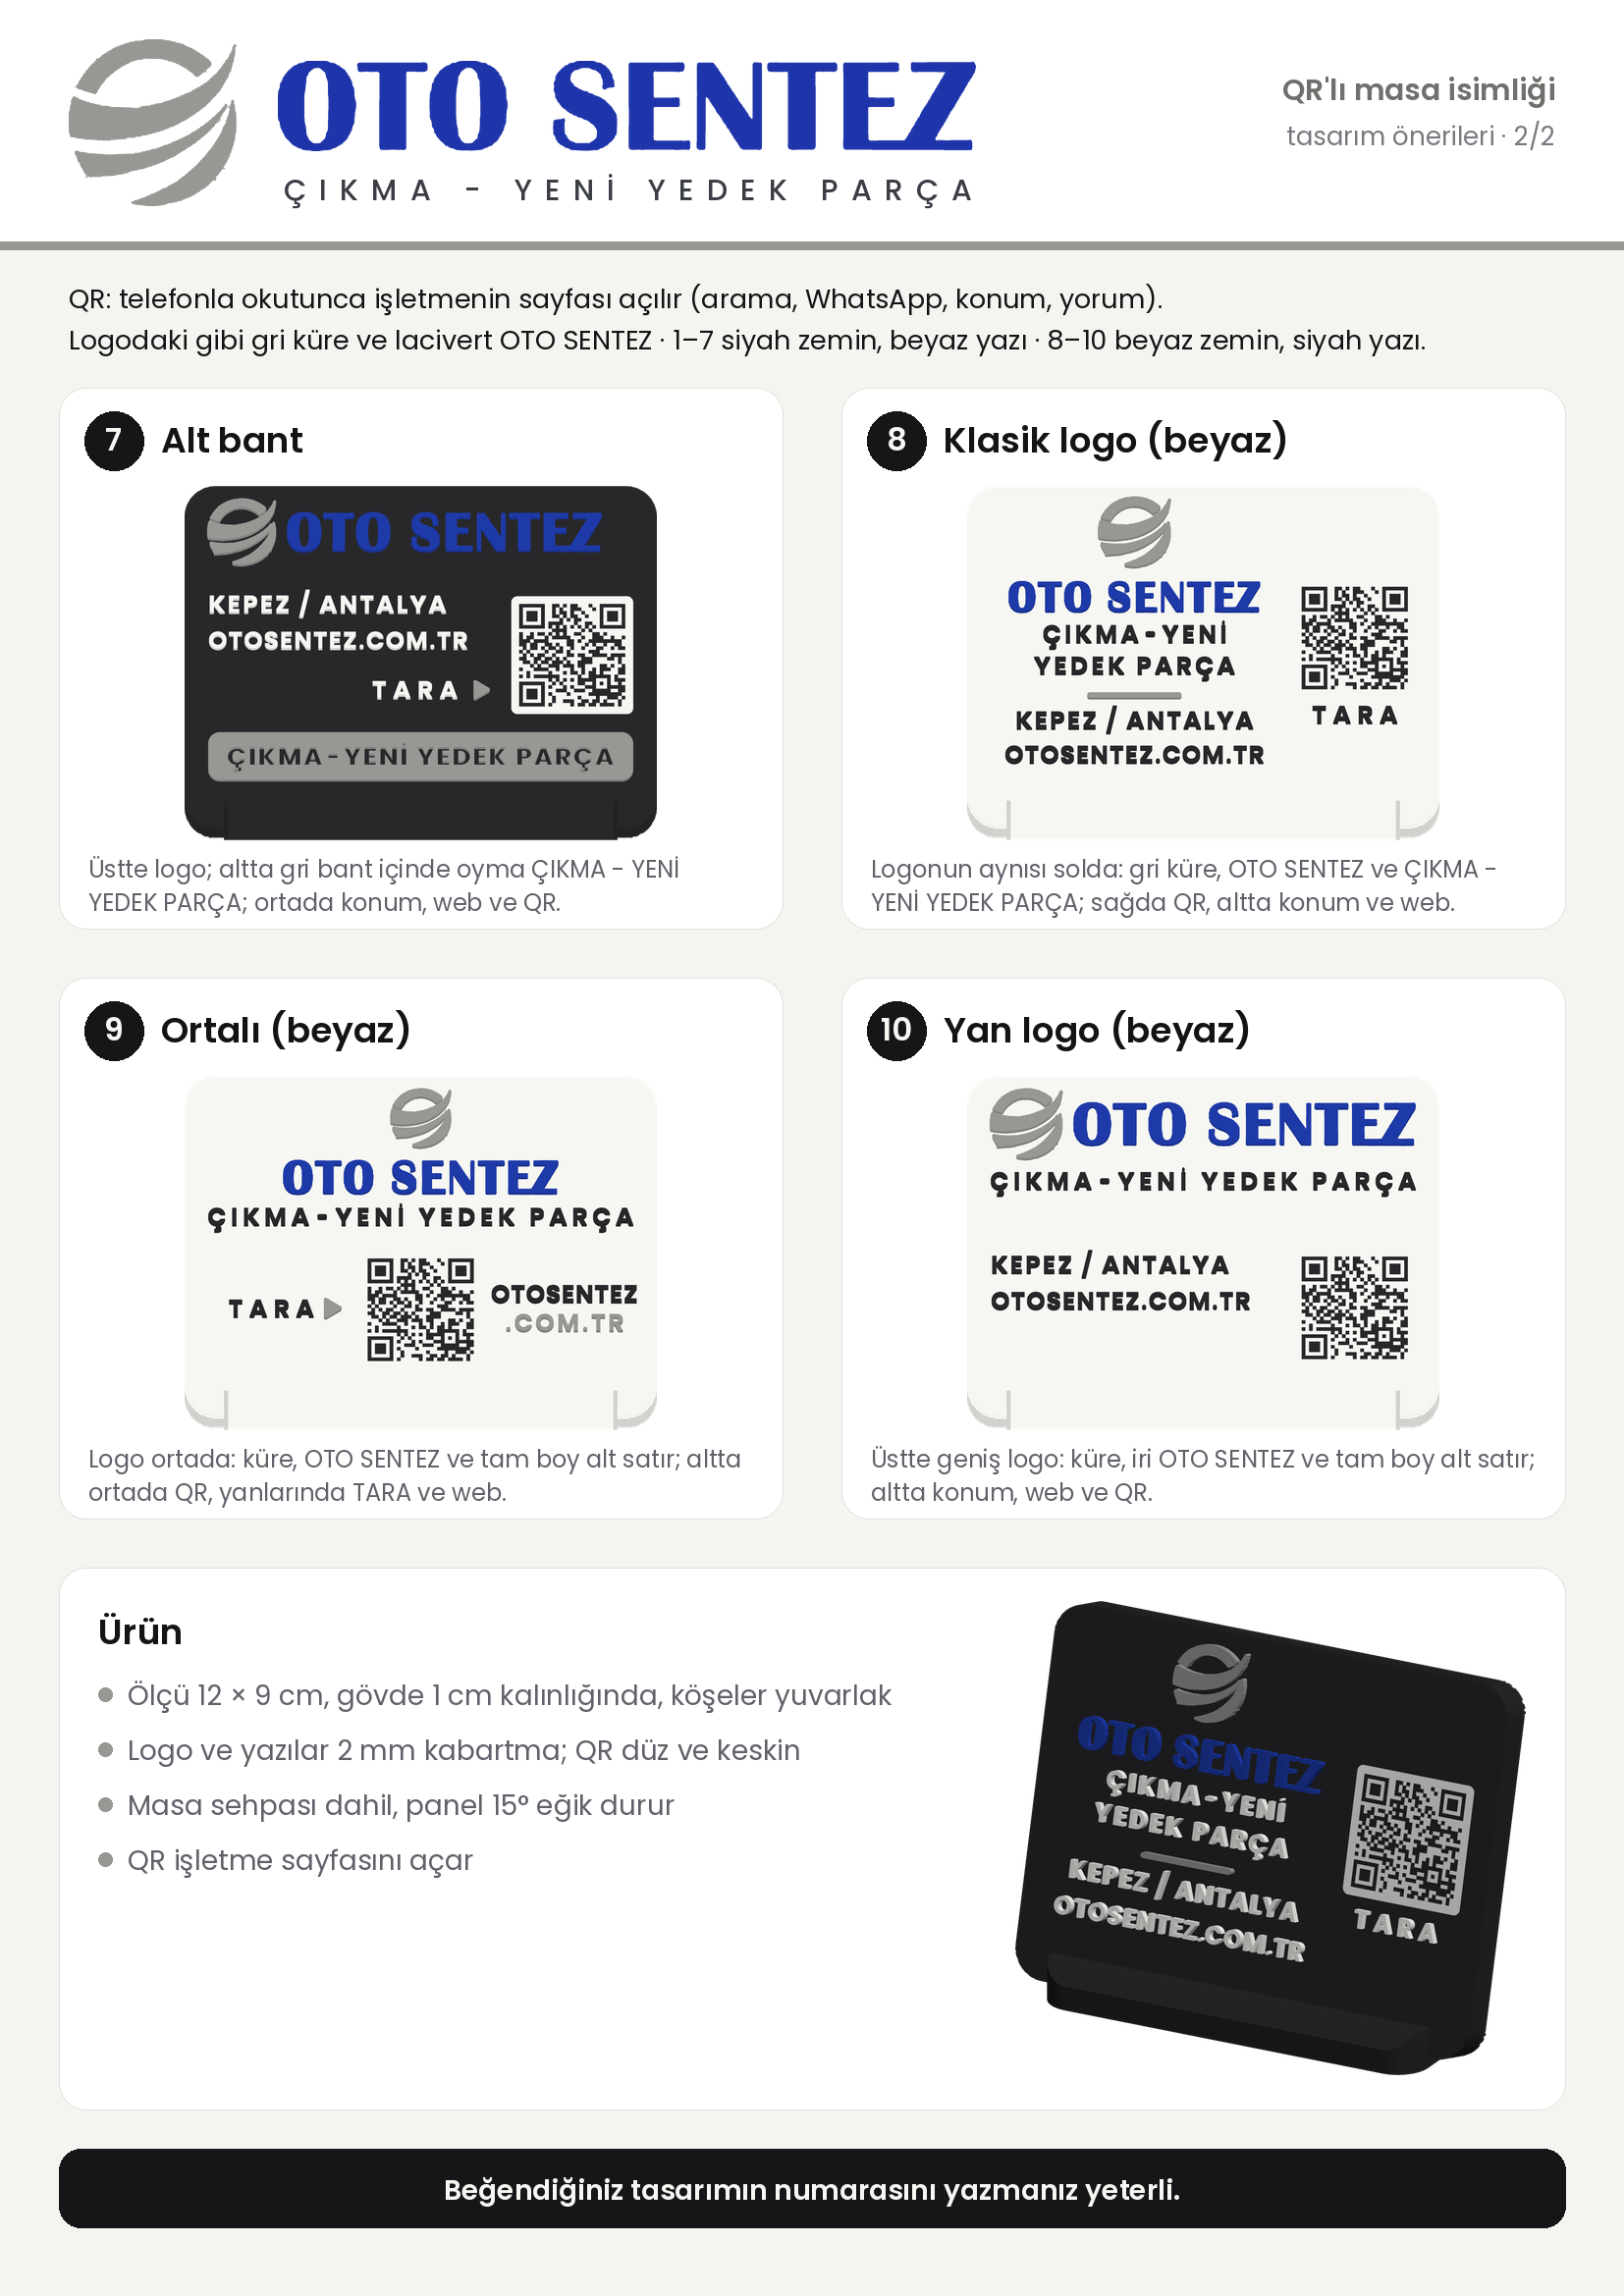 OTO SENTEZ
ÇIKMA - YENİ YEDEK PARÇA
QR'lı masa isimliği
tasarım önerileri · 2/2
QR: telefonla okutunca işletmenin sayfası açılır (arama, WhatsApp, konum, yorum).
Logodaki gibi gri küre ve lacivert OTO SENTEZ · 1–7 siyah zemin, beyaz yazı · 8–10 beyaz zemin, siyah yazı.
7 Alt bant
OTO SENTEZ
KEPEZ / ANTALYA
OTOSENTEZ.COM.TR
TARA
ÇIKMA-YENİ YEDEK PARÇA
Üstte logo; altta gri bant içinde oyma ÇIKMA - YENİ
YEDEK PARÇA; ortada konum, web ve QR.
8 Klasik logo (beyaz)
OTO SENTEZ
ÇIKMA-YENİ
YEDEK PARÇA
KEPEZ / ANTALYA
OTOSENTEZ.COM.TR
TARA
Logonun aynısı solda: gri küre, OTO SENTEZ ve ÇIKMA -
YENİ YEDEK PARÇA; sağda QR, altta konum ve web.
9 Ortalı (beyaz)
OTO SENTEZ
ÇIKMA-YENİ YEDEK PARÇA
TARA
OTOSENTEZ
.COM.TR
Logo ortada: küre, OTO SENTEZ ve tam boy alt satır; altta
ortada QR, yanlarında TARA ve web.
10 Yan logo (beyaz)
OTO SENTEZ
ÇIKMA-YENİ YEDEK PARÇA
KEPEZ / ANTALYA
OTOSENTEZ.COM.TR
Üstte geniş logo: küre, iri OTO SENTEZ ve tam boy alt satır;
altta konum, web ve QR.
Ürün
Ölçü 12 × 9 cm, gövde 1 cm kalınlığında, köşeler yuvarlak
Logo ve yazılar 2 mm kabartma; QR düz ve keskin
Masa sehpası dahil, panel 15° eğik durur
QR işletme sayfasını açar
OTO SENTEZ
ÇIKMA-YENİ
YEDEK PARÇA
KEPEZ / ANTALYA
OTOSENTEZ.COM.TR
TARA
Beğendiğiniz tasarımın numarasını yazmanız yeterli.